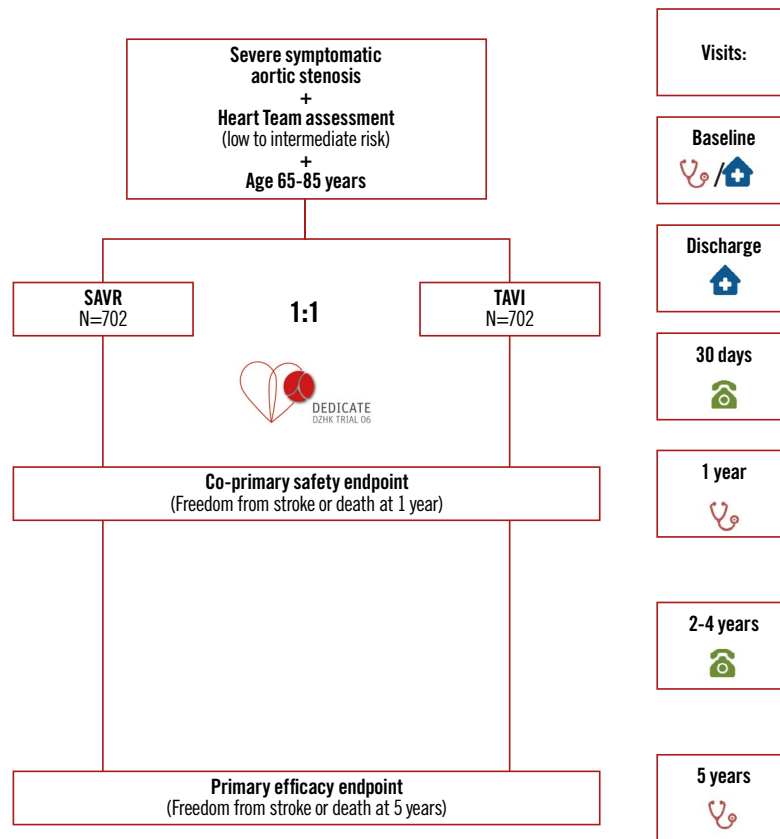 Severe symptomatic
aortic stenosis
+
Heart Team assessment
(low to intermediate risk)
+
Age 65-85 years
SAVR
N=702
1:1
TAVI
N=702
DEDICATE
DZHK TRIAL 06
Co-primary safety endpoint
(Freedom from stroke or death at 1 year)
Primary efficacy endpoint
(Freedom from stroke or death at 5 years)
Visits:
Baseline
/
Discharge
30 days
1 year
2-4 years
5 years